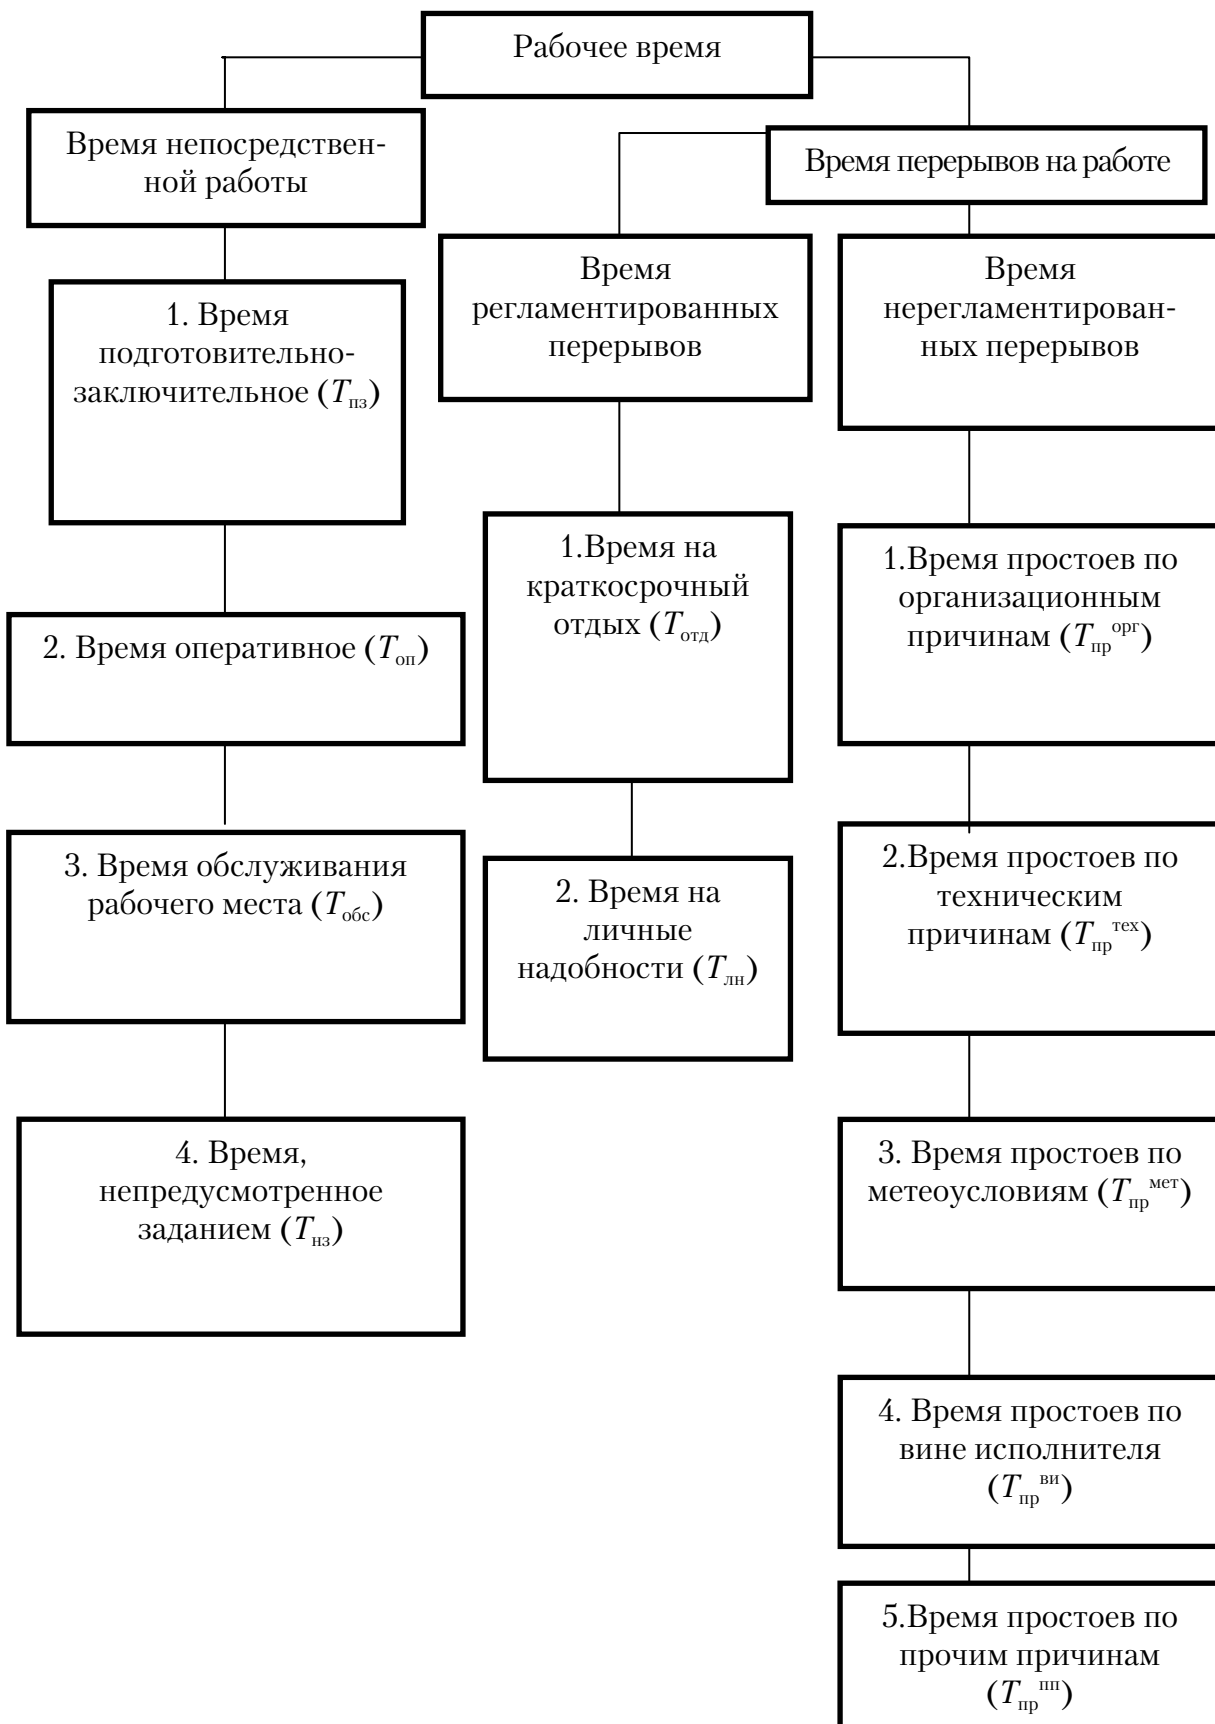 Рабочее время
Время непосредствен-
ной работы
1. Время
подготовительно-
заключительное (Tпз)
2. Время оперативное (Tоп)
3. Время обслуживания
рабочего места (Tобс)
4. Время,
непредусмотренное
заданием (Tнз)
Время перерывов на работе
Время
регламентированных
перерывов
1.Время на
краткосрочный
отдых (Tотд)
2. Время на
личные
надобности (Tлн)
Время
нерегламентирован-
ных перерывов
1.Время простоев по
организационным
причинам (Tпрорг)
2.Время простоев по
техническим
причинам (Tпртех)
3. Время простоев по
метеоусловиям (Tпрмет)
4. Время простоев по
вине исполнителя
(Tпрви)
5.Время простоев по
прочим причинам
(Tпрпп)